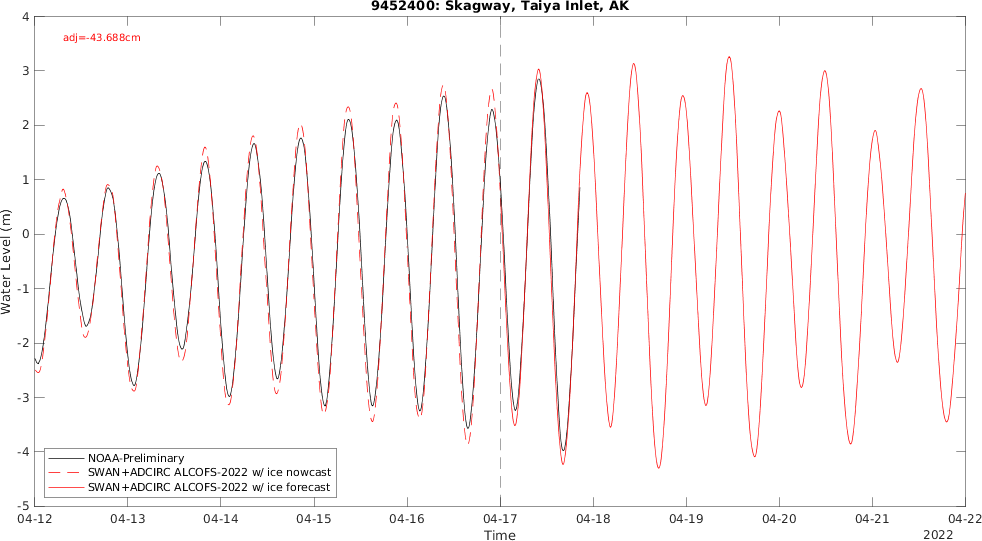 9452400: Skagway, Taiya Inlet, AK
adj=-43.688cm
4
3
2
1
0
-1
-2
-3
-4
-5
Water Level (m)
NOAA-Preliminary
SWAN+ADCIRC ALCOFS-2022 w/ ice nowcast
SWAN+ADCIRC ALCOFS-2022 w/ ice forecast
04-12 04-13 04-14 04-15 04-16 04-17 04-18 04-19 04-20 04-21 04-22
Time
2022